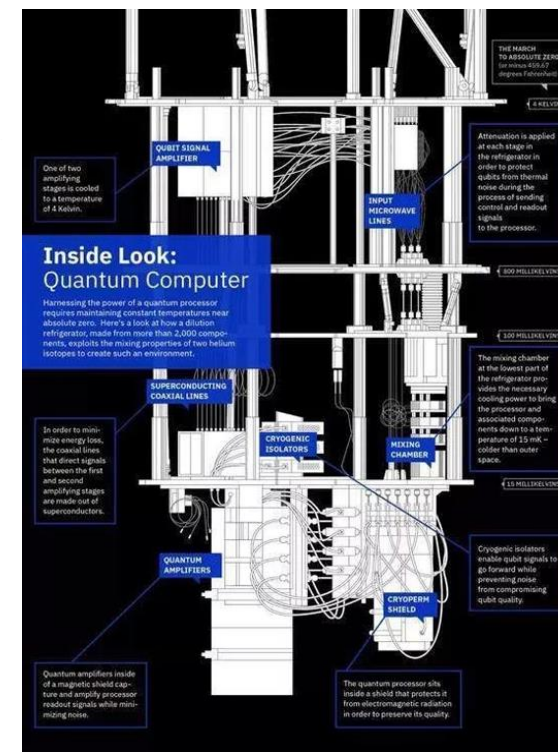 THE MARCH
TO ABSOLUTE ZERO
(or minus 459.67
degrees Fahrenheit)
4 KELVIN
QUBIT SIGNAL
AMPLIFIER
One of two
amplifying
stages is cooled
to a temperature
of 4 Kelvin.
Attenuation is applied
at each stage in
the refrigerator in
order to protect
qubits from thermal
noise during the
process of sending
control and readout
signals
to the processor.
INPUT
MICROWAVE
LINES
Inside Look:
Quantum Computer
Harnessing the power of a quantum processor
requires maintaining constant temperatures near
absolute zero. Here's a look at how a dilution
refrigerator, made from more than 2,000 compo-
nents, exploits the mixing properties of two helium
isotopes to create such an environment.
800 MILLIKELVINS
100 MILLIKELVINS
SUPERCONDUCTING
COAXIAL LINES
In order to mini-
mize energy loss,
the coaxial lines
that direct signals
between the first
and second
amplifying stages
are made out of
superconductors.
CRYOGENIC
ISOLATORS
MIXING
CHAMBER
The mixing chamber
at the lowest part of
the refrigerator pro-
vides the necessary
cooling power to bring
the processor and
associated compo-
nents down to a tem-
perature of 15 mK –
colder than outer
space.
15 MILLIKELVINS
QUANTUM
AMPLIFIERS
Cryogenic isolators
enable qubit signals to
go forward while
preventing noise
from compromising
qubit quality.
CRYOPERM
SHIELD
Quantum amplifiers inside
of a magnetic shield cap-
ture and amplify processor
readout signals while mini-
mizing noise.
The quantum processor sits
inside a shield that protects it
from electromagnetic radiation
in order to preserve its quality.